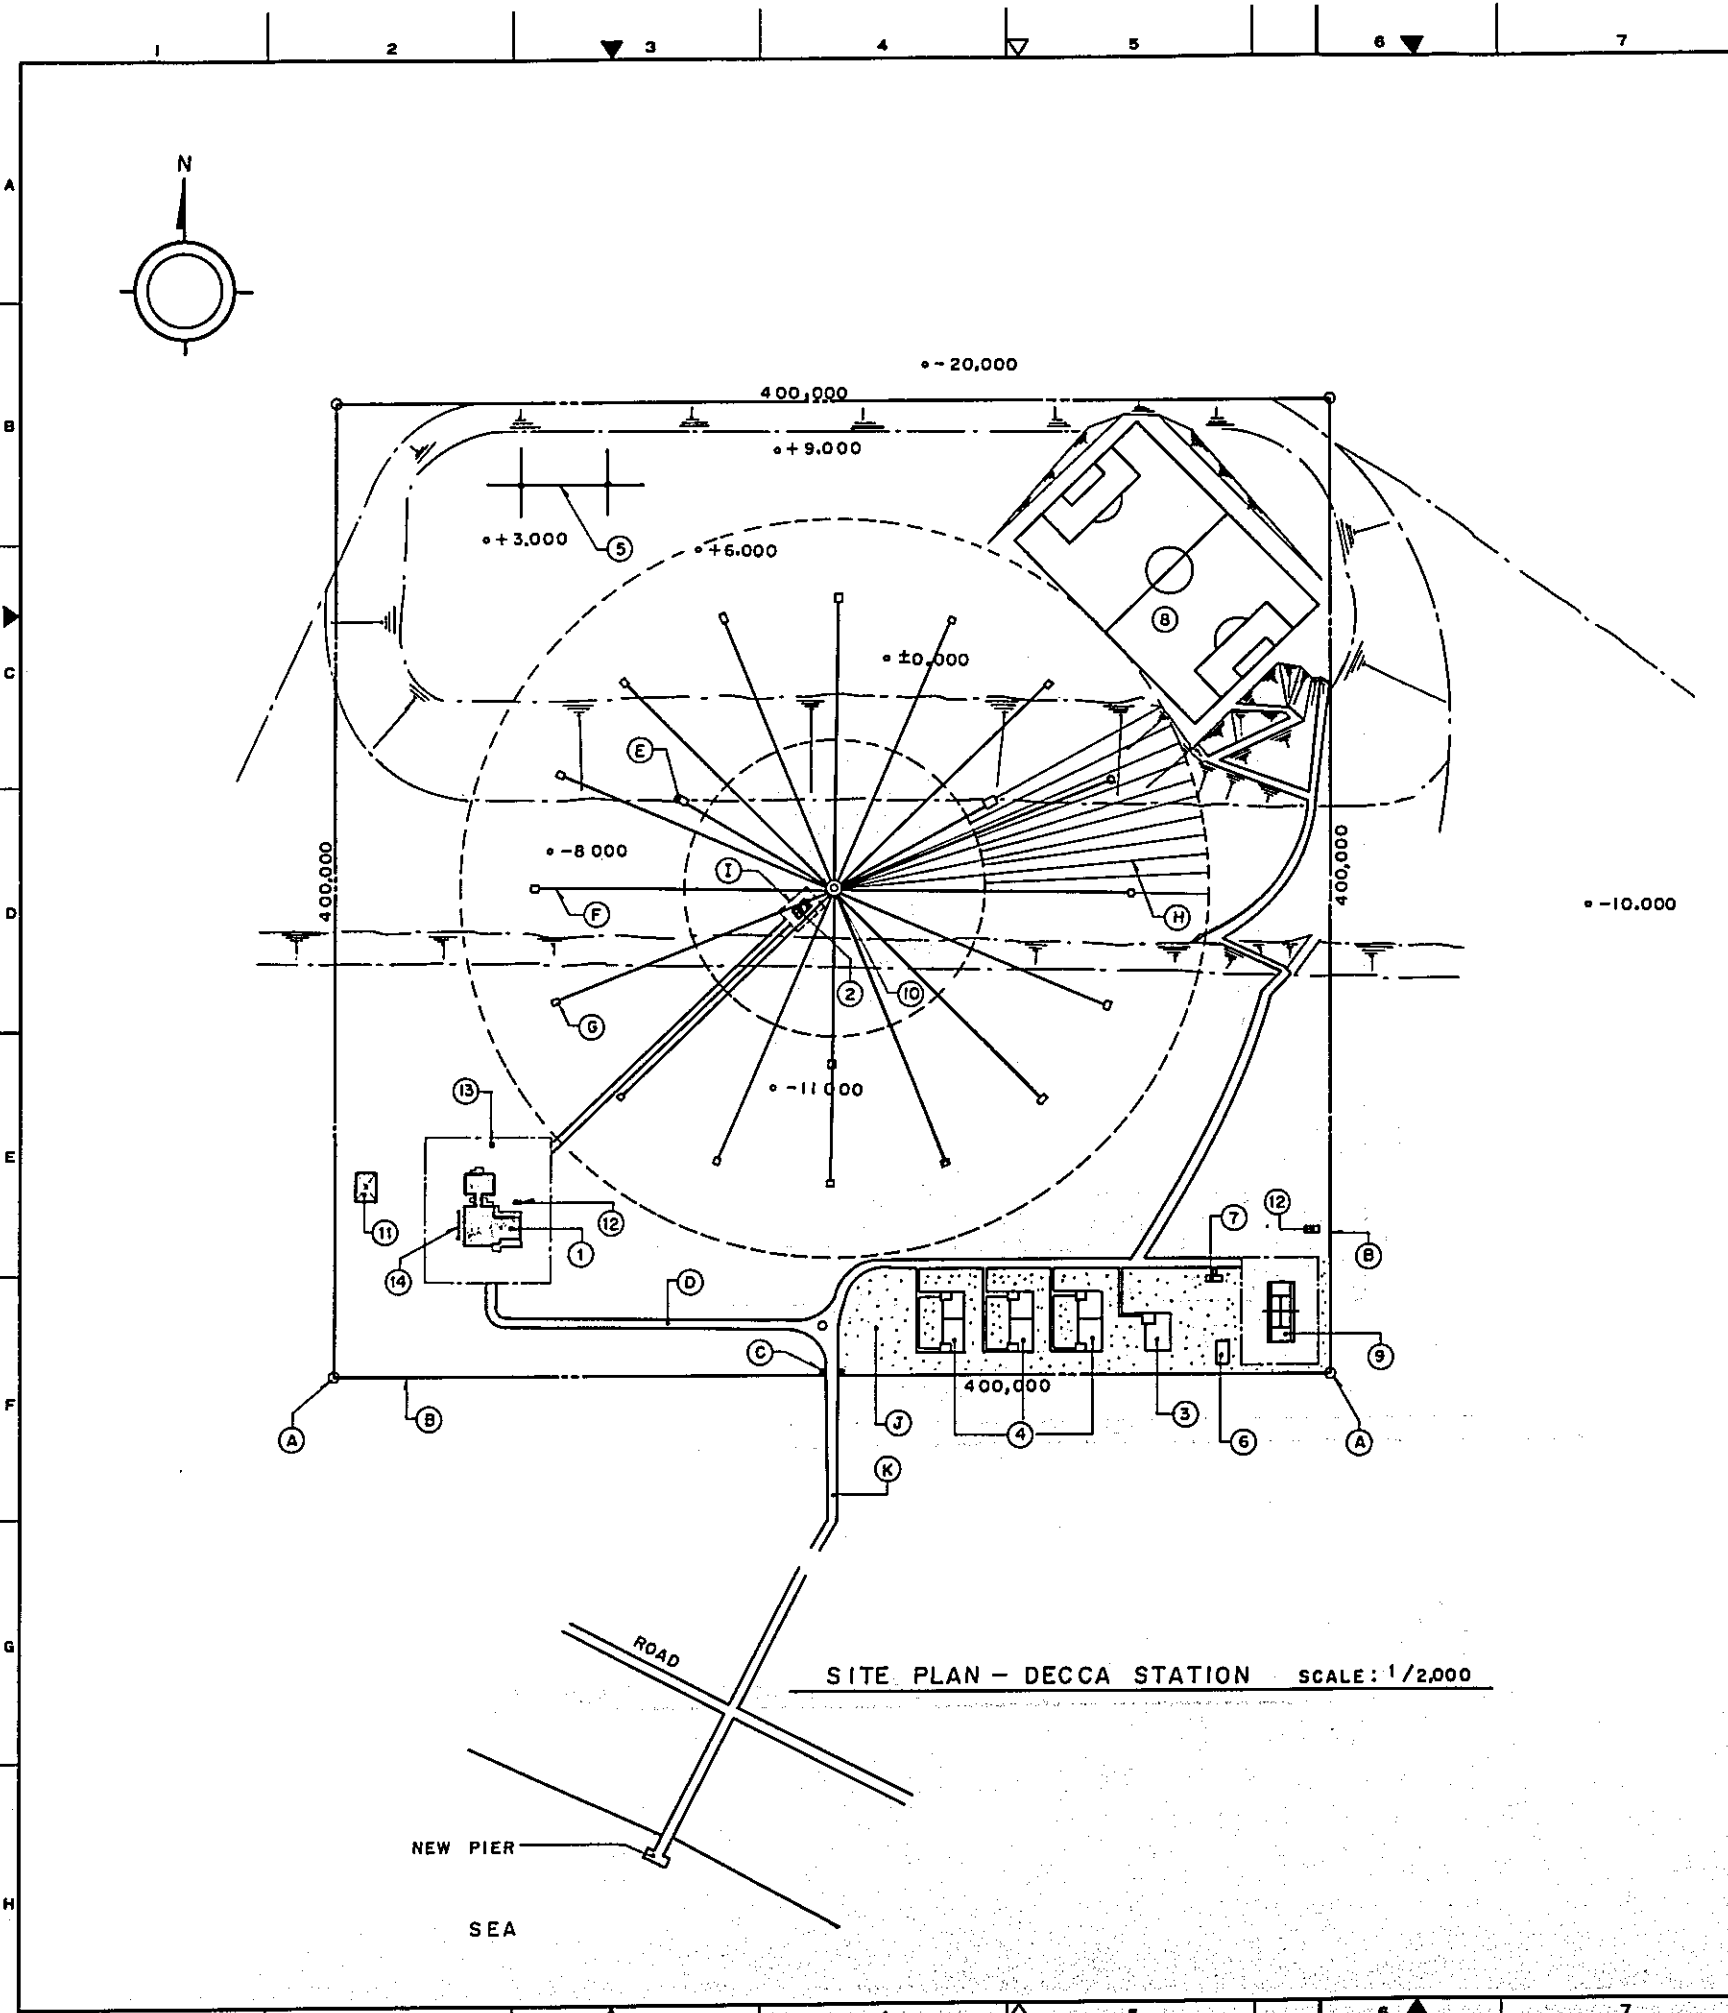 1 2 3 4 5 6 7
A
N
-20,000
400,000
B
+9.000
+3.000
5
+6.000
8
C
±0,000
E
-8 000
I
400,000
400,000
D
F
H
-10.000
2
10
G
13
-11 000
E
12
7
12
11
1
B
14
D
C
9
400,000
F
A
B
J
4
3
6
A
K
G
ROAD
SITE PLAN - DECCA STATION SCALE: 1/2,000
NEW PIER
H
SEA
7